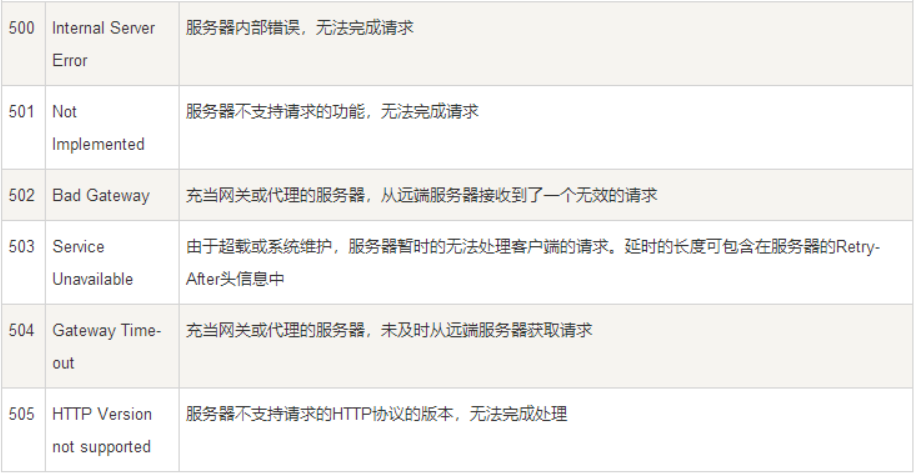 500 Internal Server 服务器内部错误，无法完成请求
Error
501 Not 服务器不支持请求的功能，无法完成请求
Implemented
502 Bad Gateway 充当网关或代理的服务器，从远端服务器接收到了一个无效的请求
503 Service 由于超载或系统维护，服务器暂时的无法处理客户端的请求。延时的长度可包含在服务器的Retry-
Unavailable After头信息中
504 Gateway Time- 充当网关或代理的服务器，未及时从远端服务器获取请求
out
505 HTTP Version 服务器不支持请求的HTTP协议的版本，无法完成处理
not supported